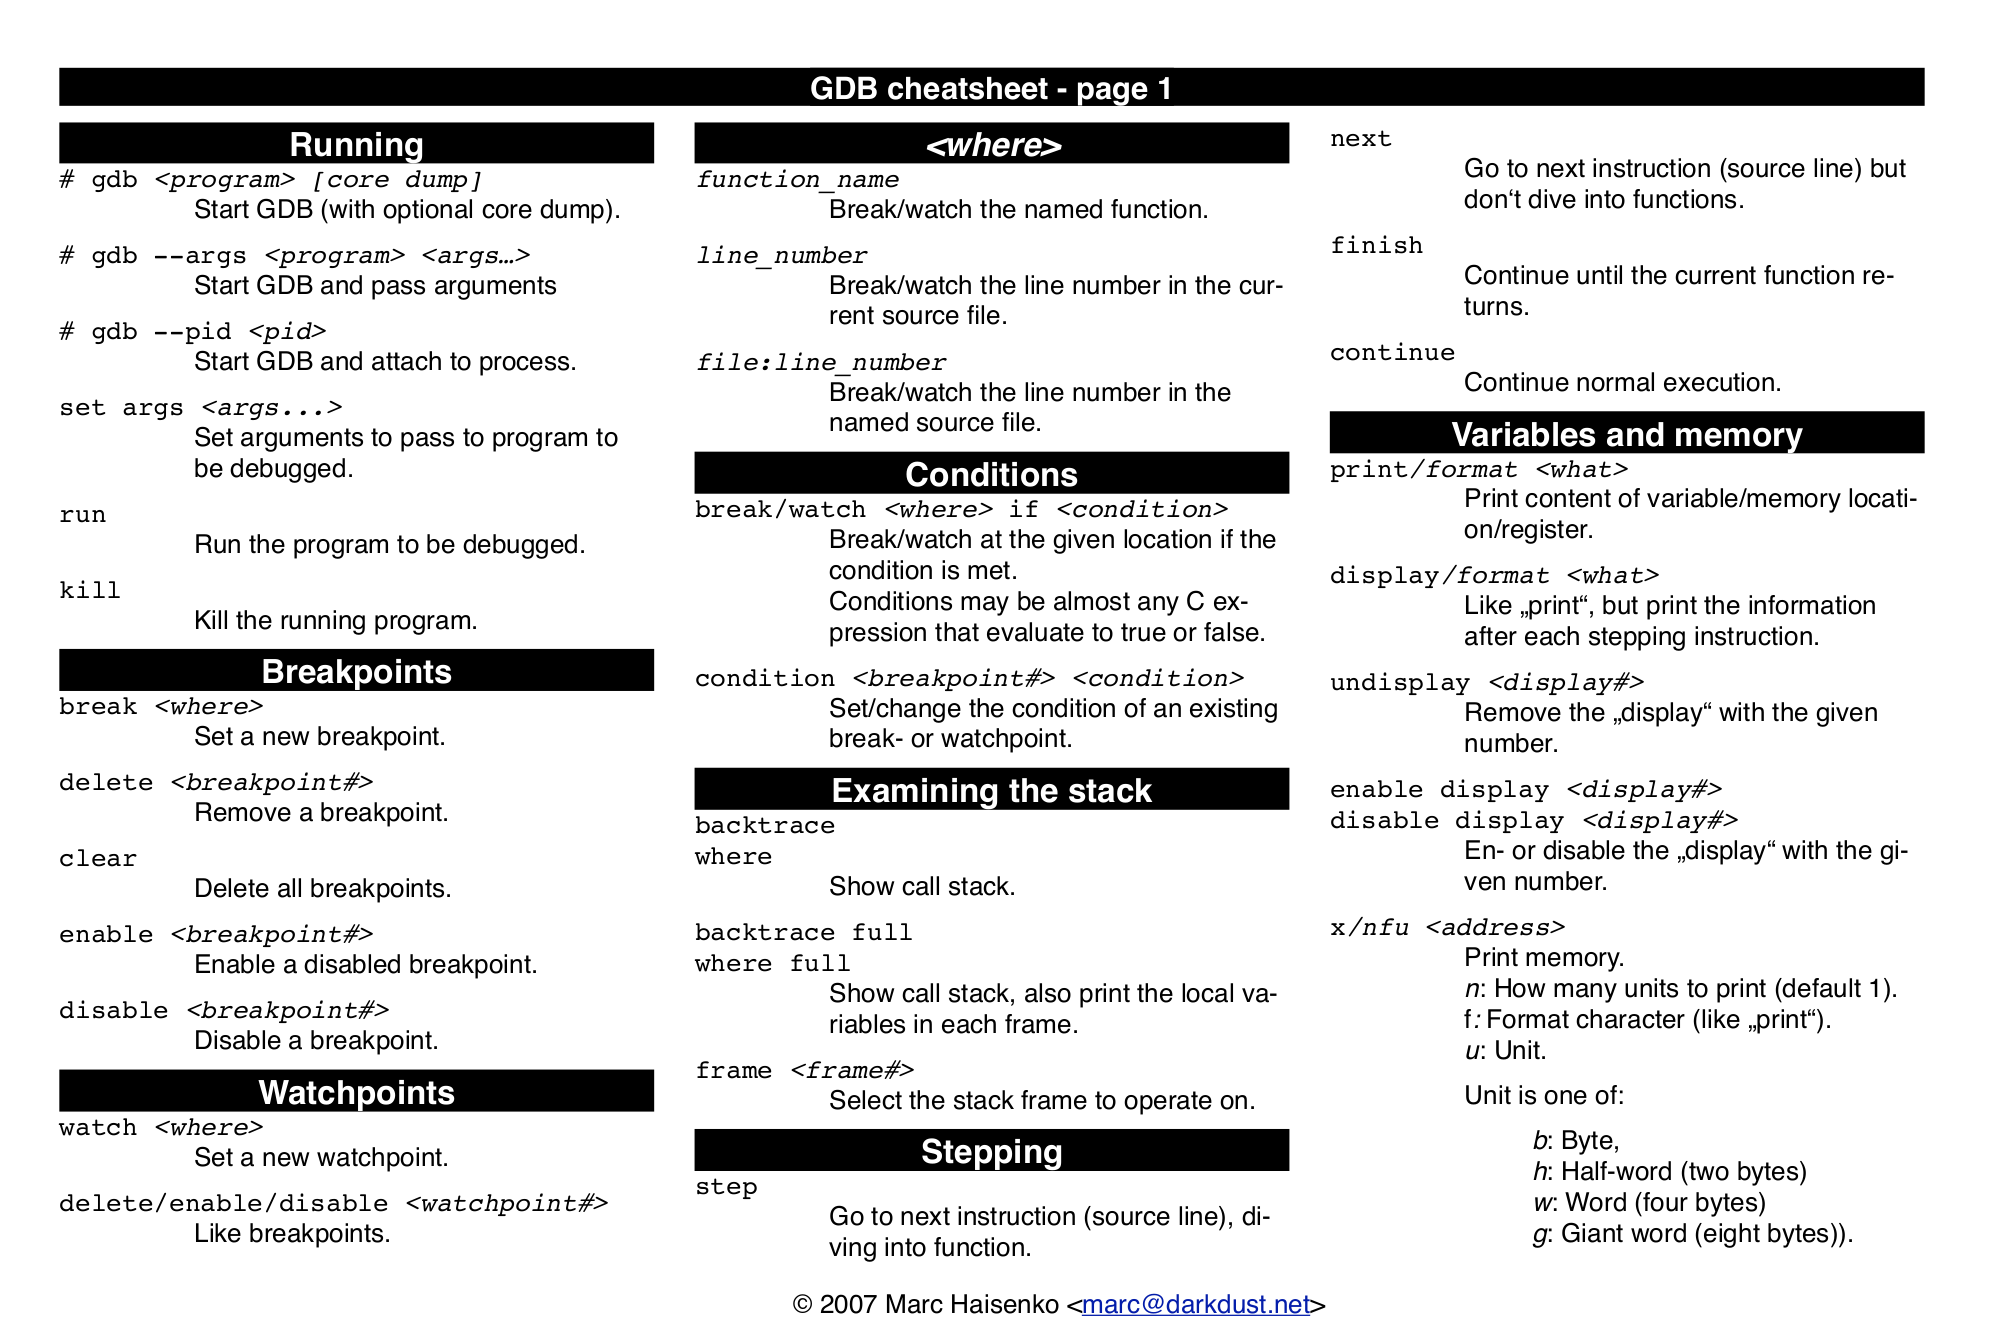 GDB cheatsheet - page 1
Running
# gdb <program> [core dump]
Start GDB (with optional core dump).
# gdb --args <program> <args…>
Start GDB and pass arguments
# gdb --pid <pid>
Start GDB and attach to process.
set args <args...>
Set arguments to pass to program to
be debugged.
run
Run the program to be debugged.
kill
Kill the running program.
Breakpoints
break <where>
Set a new breakpoint.
delete <breakpoint#>
Remove a breakpoint.
clear
Delete all breakpoints.
enable <breakpoint#>
Enable a disabled breakpoint.
disable <breakpoint#>
Disable a breakpoint.
Watchpoints
watch <where>
Set a new watchpoint.
delete/enable/disable <watchpoint#>
Like breakpoints.
<where>
function_name
Break/watch the named function.
line_number
Break/watch the line number in the cur-
rent source file.
file:line_number
Break/watch the line number in the
named source file.
Conditions
break/watch <where> if <condition>
Break/watch at the given location if the
condition is met.
Conditions may be almost any C ex-
pression that evaluate to true or false.
condition <breakpoint#> <condition>
Set/change the condition of an existing
break- or watchpoint.
Examining the stack
backtrace
where
Show call stack.
backtrace full
where full
Show call stack, also print the local va-
riables in each frame.
frame <frame#>
Select the stack frame to operate on.
Stepping
step
Go to next instruction (source line), di-
ving into function.
next
Go to next instruction (source line) but
don‘t dive into functions.
finish
Continue until the current function re-
turns.
continue
Continue normal execution.
Variables and memory
print/format <what>
Print content of variable/memory locati-
on/register.
display/format <what>
Like „print“, but print the information
after each stepping instruction.
undisplay <display#>
Remove the „display“ with the given
number.
enable display <display#>
disable display <display#>
En- or disable the „display“ with the gi-
ven number.
x/nfu <address>
Print memory.
n: How many units to print (default 1).
f: Format character (like „print“).
u: Unit.
Unit is one of:
b: Byte,
h: Half-word (two bytes)
w: Word (four bytes)
g: Giant word (eight bytes)).
© 2007 Marc Haisenko <marc@darkdust.net>